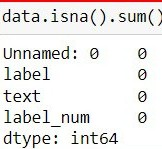 data.isna().sum()
Unnamed: 0 0
label 0
text 0
label_num 0
dtype: int64